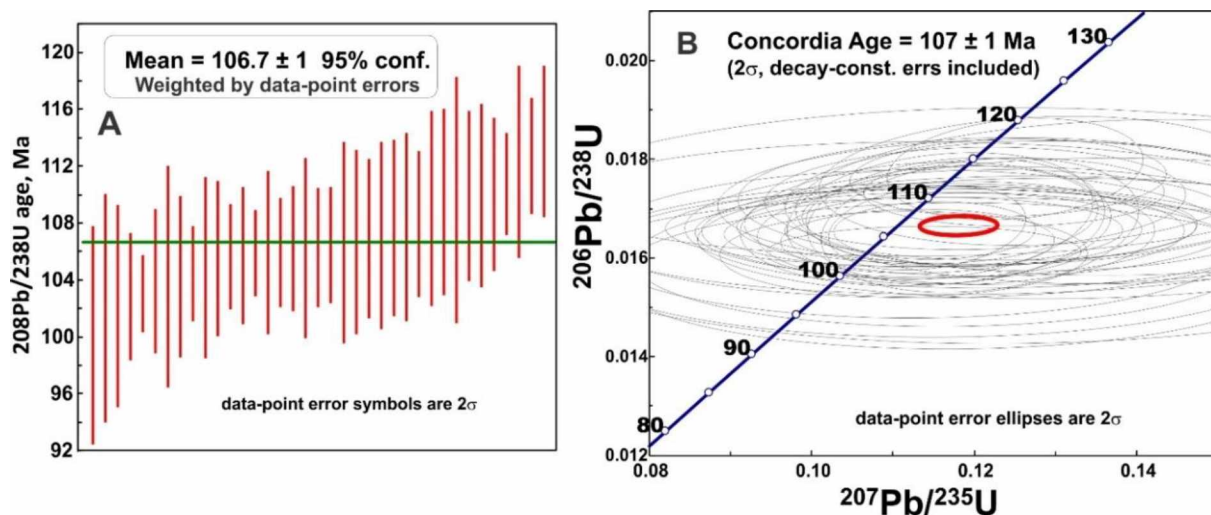 120
116
112
108
104
100
96
92
208Pb/238U age, Ma
Mean = 106.7 ± 1 95% conf.
Weighted by data-point errors
A
data-point error symbols are 2σ
B
Concordia Age = 107 ± 1 Ma
(2σ, decay-const. errs included)
0.020
0.018
0.016
0.014
0.012
206Pb/238U
130
120
110
100
90
80
data-point error ellipses are 2σ
0.08
0.10
0.12
0.14
207Pb/235U